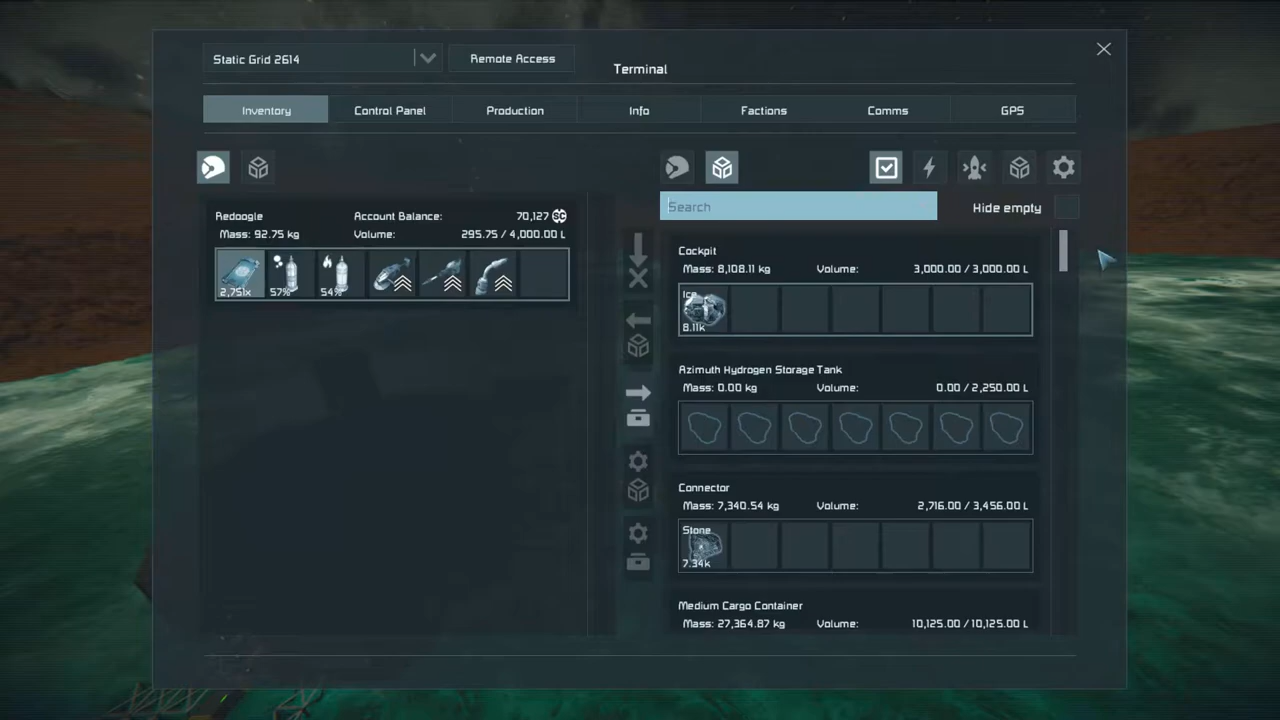 Static Grid 2614
Remote Access
Terminal
Inventory
Control Panel
Production
Info
Factions
Comms
GPS
Search
Hide empty
Redoogle
Account Balance: 70,127 SC
Mass: 92.75 kg
Volume: 295.75 / 4,000.00 L
2,751x
57%
54%
Cockpit
Mass: 8,108.11 kg
Volume: 3,000.00 / 3,000.00 L
Ice
8.11k
Azimuth Hydrogen Storage Tank
Mass: 0.00 kg
Volume: 0.00 / 2,250.00 L
Connector
Mass: 7,340.54 kg
Volume: 2,716.00 / 3,456.00 L
Stone
7.34k
Medium Cargo Container
Mass: 27,364.87 kg
Volume: 10,125.00 / 10,125.00 L